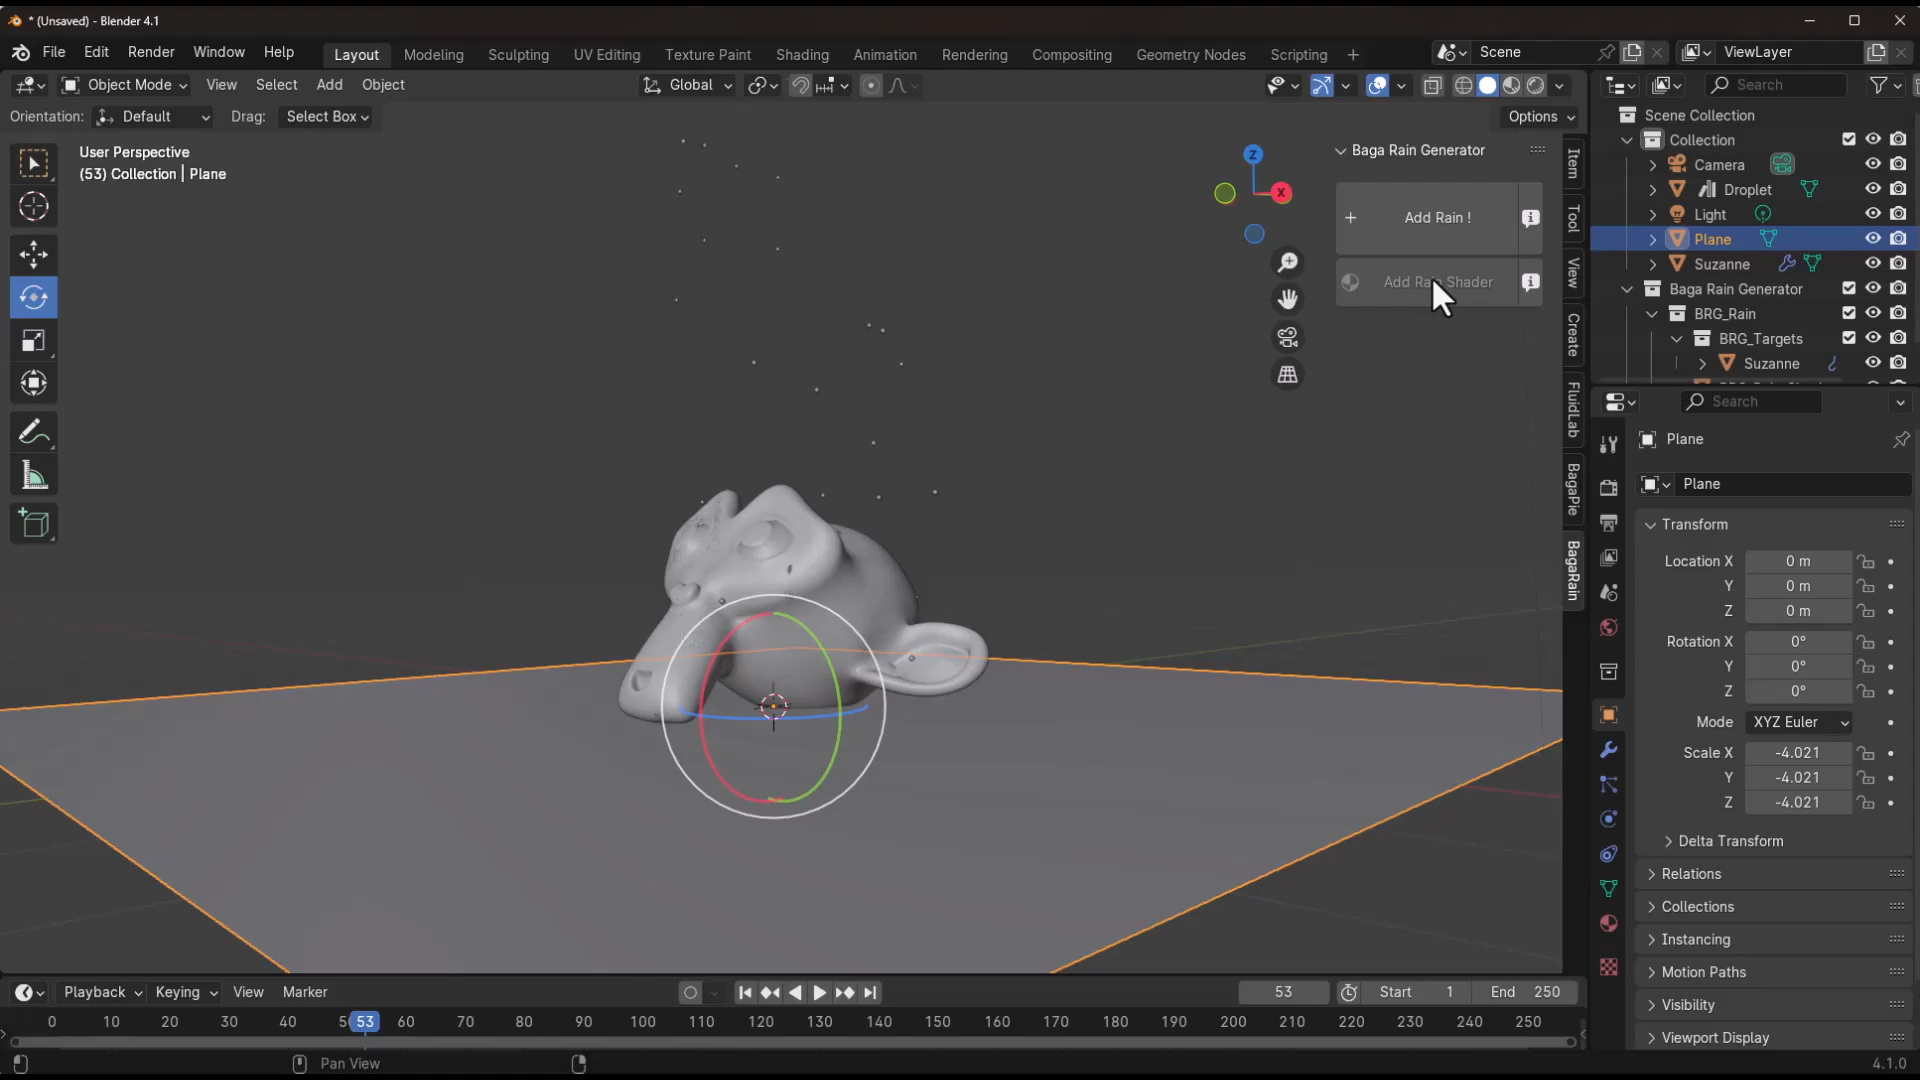 * (Unsaved) - Blender 4.1
File Edit Render Window Help
Layout Modeling Sculpting UV Editing Texture Paint Shading Animation Rendering Compositing Geometry Nodes Scripting
Scene
ViewLayer
Object Mode View Select Add Object
Global
Search
Orientation: Default Drag: Select Box
Options
User Perspective
(53) Collection | Plane
Z
X
Baga Rain Generator
Add Rain !
Add Rain Shader
Item
Tool
View
Create
FluidLab
BagaPie
BagaRain
Scene Collection
Collection
Camera
Droplet
Light
Plane
Suzanne
Baga Rain Generator
BRG_Rain
BRG_Targets
Suzanne
Search
Plane
Plane
Transform
Location X 0 m
Y 0 m
Z 0 m
Rotation X 0°
Y 0°
Z 0°
Mode XYZ Euler
Scale X -4.021
Y -4.021
Z -4.021
Delta Transform
Relations
Collections
Instancing
Motion Paths
Visibility
Viewport Display
Playback Keying View Marker
53 Start 1 End 250
0 10 20 30 40 53 60 70 80 90 100 110 120 130 140 150 160 170 180 190 200 210 220 230 240 250
Pan View
4.1.0